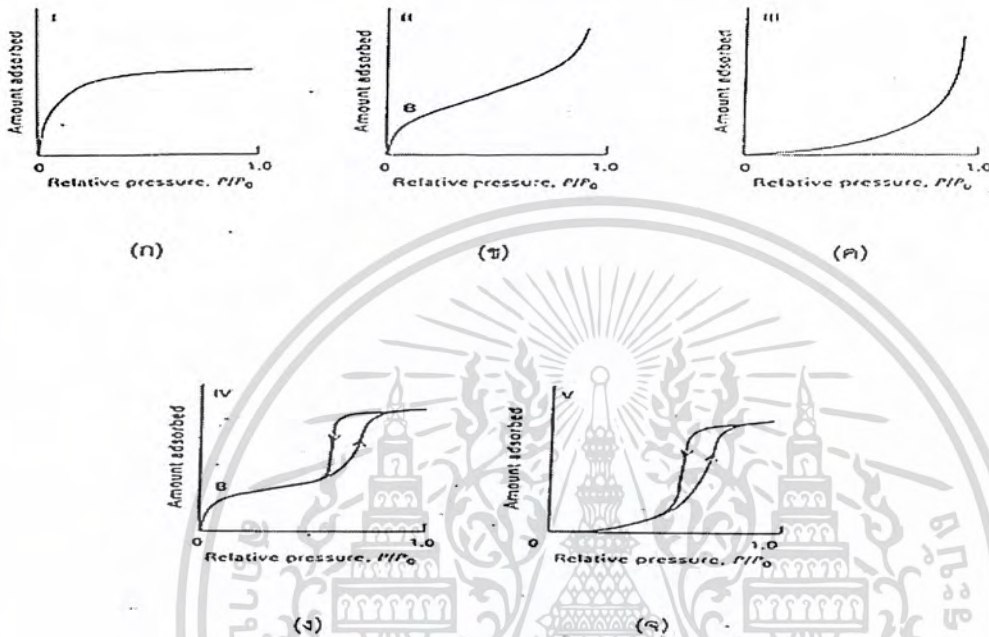 I
Amount adsorbed
0
1.0
Relative pressure, P/P₀
(ก)
II
Amount adsorbed
B
0
1.0
Relative pressure, P/P₀
(ข)
III
Amount adsorbed
0
1.0
Relative pressure, P/P₀
(ค)
IV
Amount adsorbed
B
0
1.0
Relative pressure, P/P₀
(ง)
V
Amount adsorbed
0
1.0
Relative pressure, P/P₀
(จ)